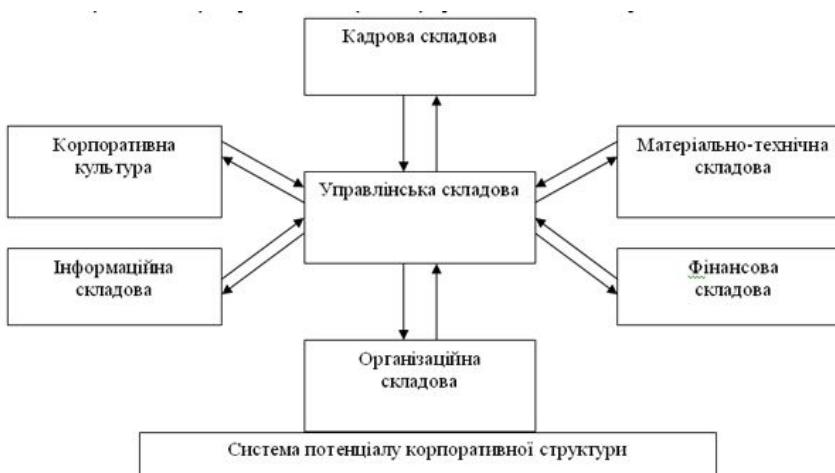 Кадрова складова
Корпоративна
культура
Матеріально-технічна
складова
Управлінська складова
Інформаційна
складова
Фінансова
складова
Організаційна
складова
Система потенціалу корпоративної структури